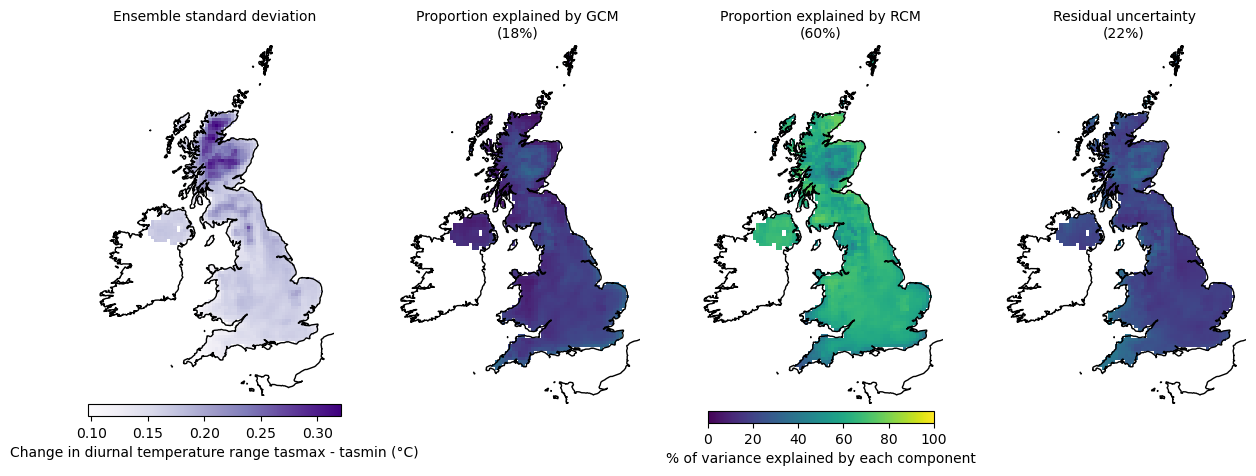 Ensemble standard deviation
Proportion explained by GCM
(18%)
Proportion explained by RCM
(60%)
Residual uncertainty
(22%)
0.10 0.15 0.20 0.25 0.30
Change in diurnal temperature range tasmax - tasmin (°C)
0 20 40 60 80 100
% of variance explained by each component